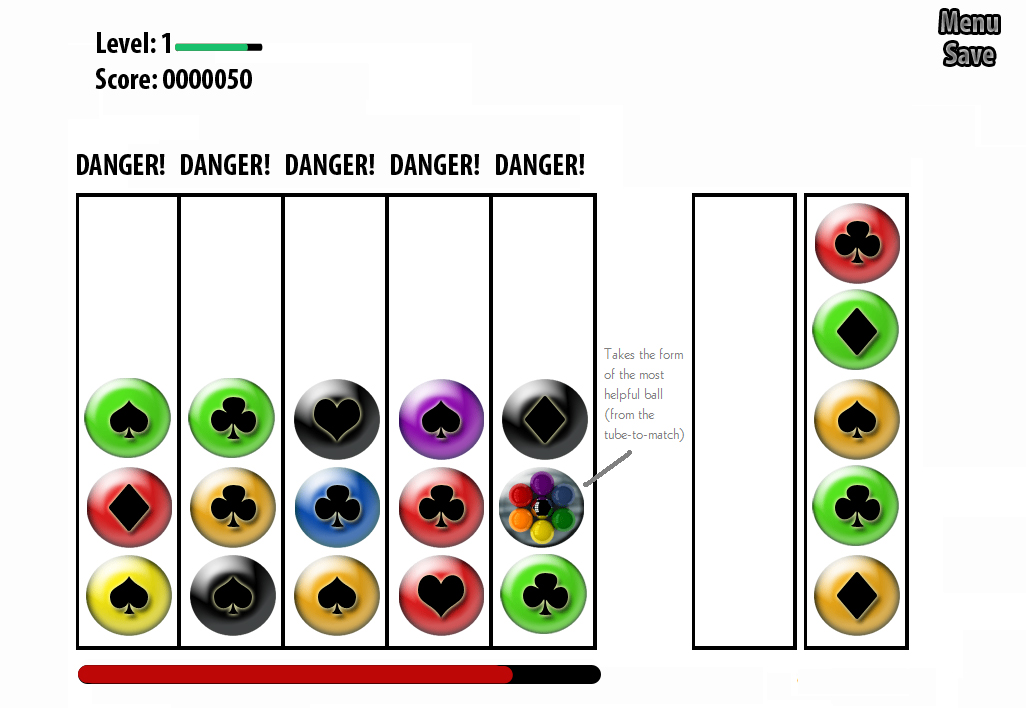 Level: 1
Score: 0000050
Menu
Save
DANGER! DANGER! DANGER! DANGER! DANGER!
Takes the form
of the most
helpful ball
(from the
tube-to-match)